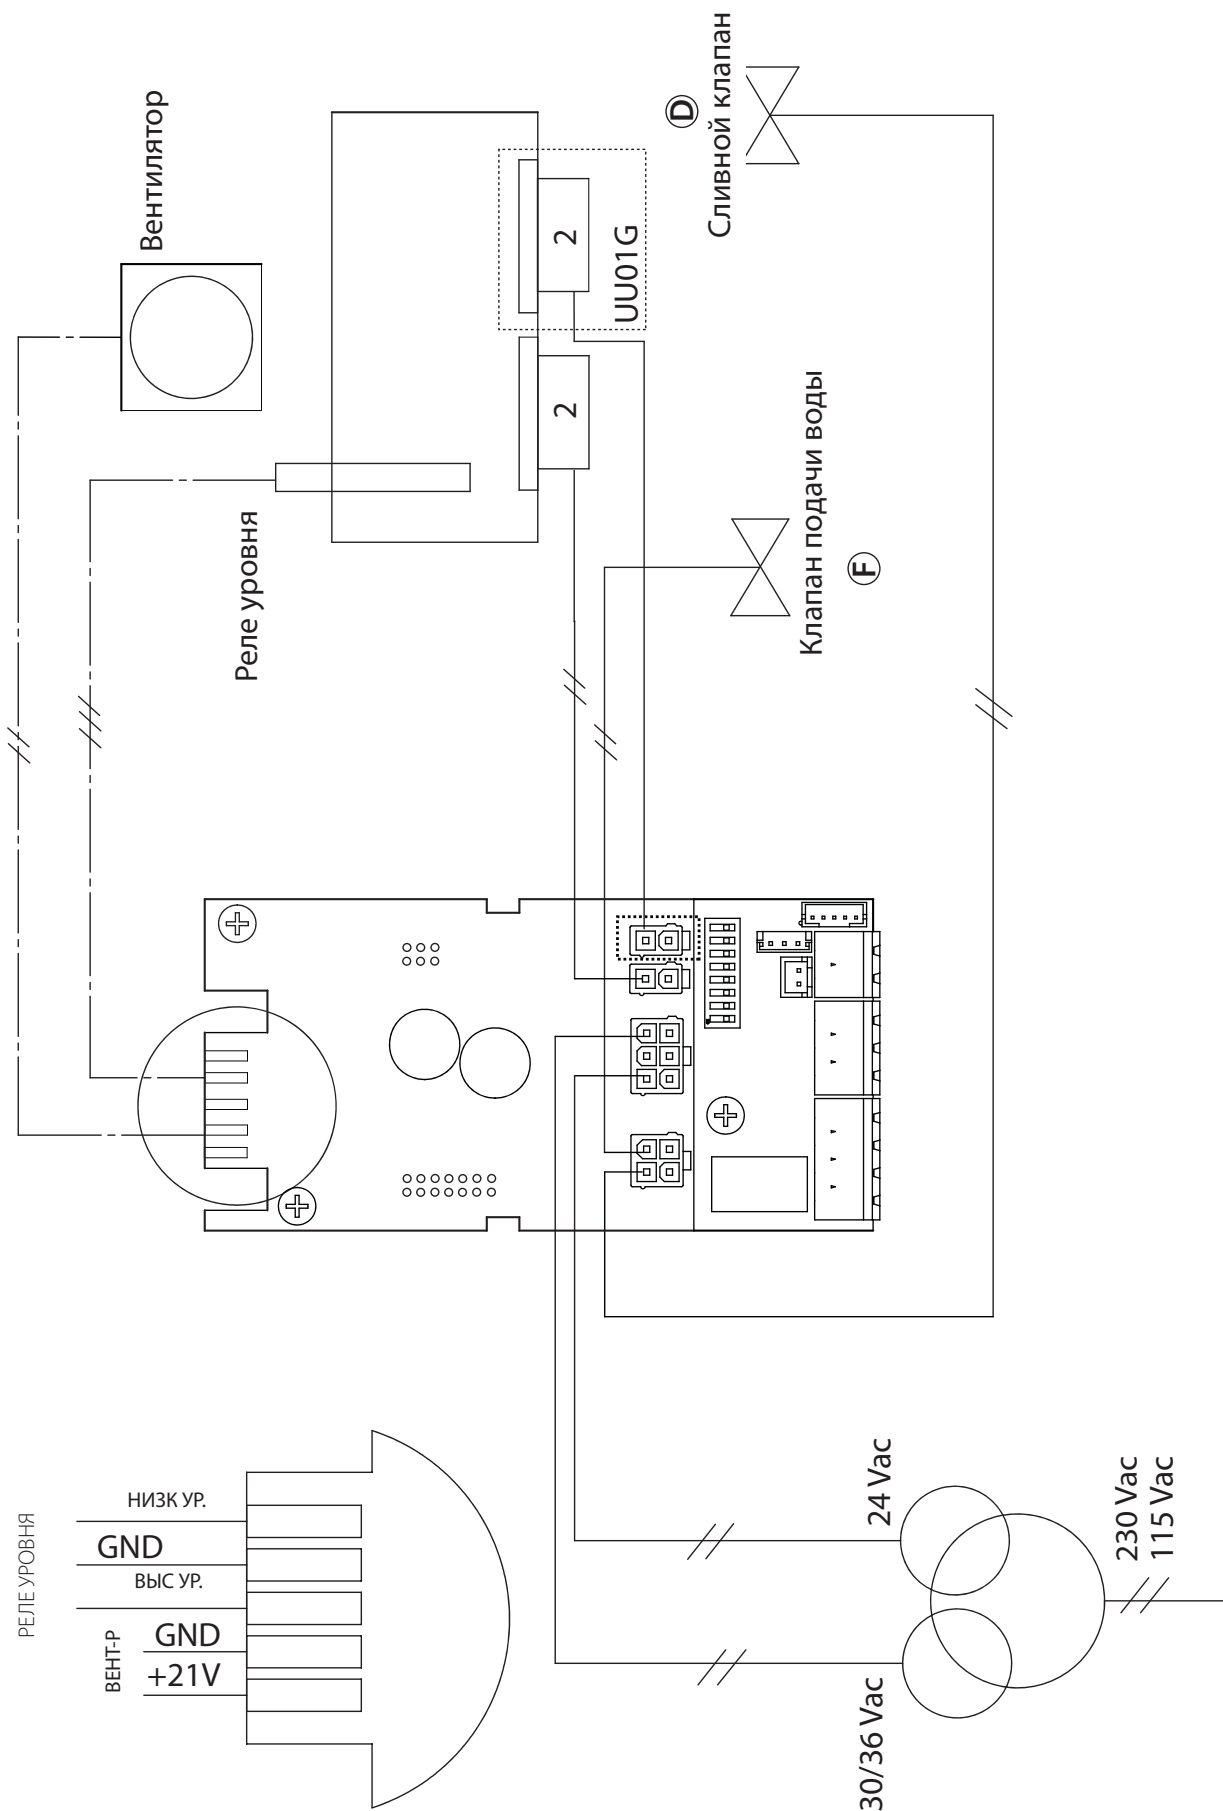 Вентилятор
Реле уровня
2
2
UU01G
D
Сливной клапан
Клапан подачи воды
F
РЕЛЕ УРОВНЯ
НИЗК УР.
GND
ВЫС УР.
ВЕНТ-Р
GND
+21V
24 Vac
30/36 Vac
230 Vac
115 Vac